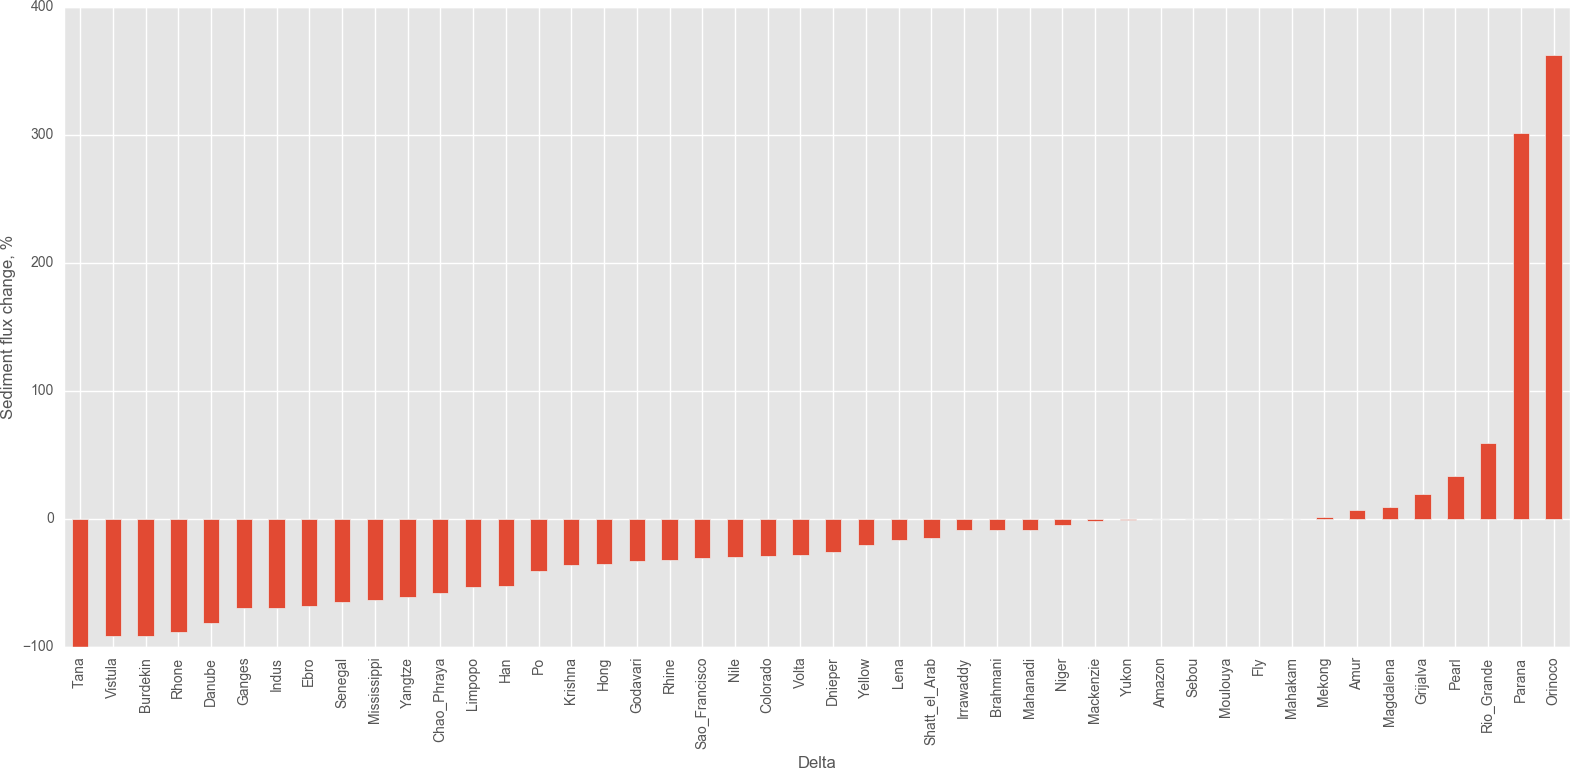 400
300
200
100
0
−100
Sediment flux change, %
Tana
Vistula
Burdekin
Rhone
Danube
Ganges
Indus
Ebro
Senegal
Mississippi
Yangtze
Chao_Phraya
Limpopo
Han
Po
Krishna
Hong
Godavari
Rhine
Sao_Francisco
Nile
Colorado
Volta
Dnieper
Yellow
Lena
Shatt_el_Arab
Irrawaddy
Brahmani
Mahanadi
Niger
Mackenzie
Yukon
Amazon
Sebou
Moulouya
Fly
Mahakam
Mekong
Amur
Magdalena
Grijalva
Pearl
Rio_Grande
Parana
Orinoco
Delta